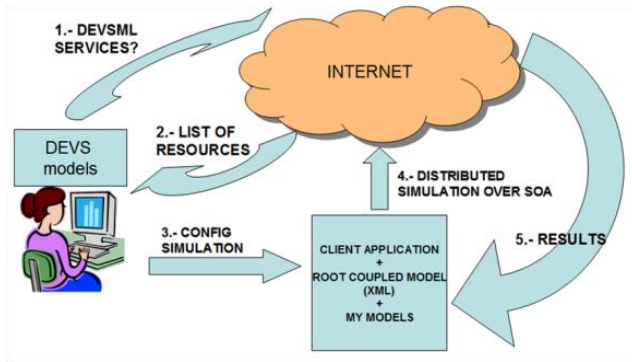 1.- DEVSML
SERVICES?
INTERNET
2.- LIST OF
RESOURCES
DEVS
models
4.- DISTRIBUTED
SIMULATION OVER SOA
3.- CONFIG
SIMULATION
5.- RESULTS
CLIENT APPLICATION
+
ROOT COUPLED MODEL
(XML)
+
MY MODELS